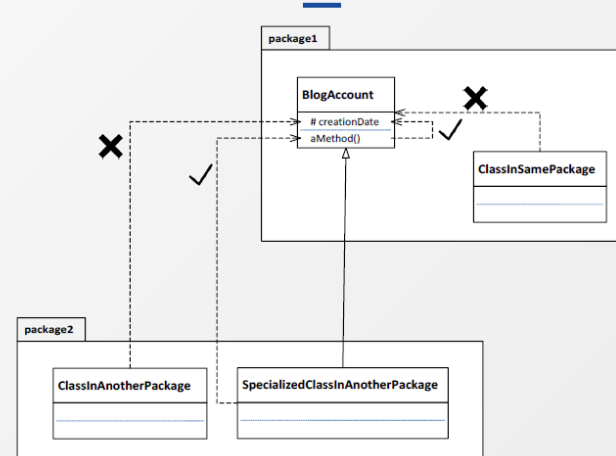 package1
BlogAccount
# creationDate
aMethod()
ClassInSamePackage
package2
ClassInAnotherPackage
SpecializedClassInAnotherPackage